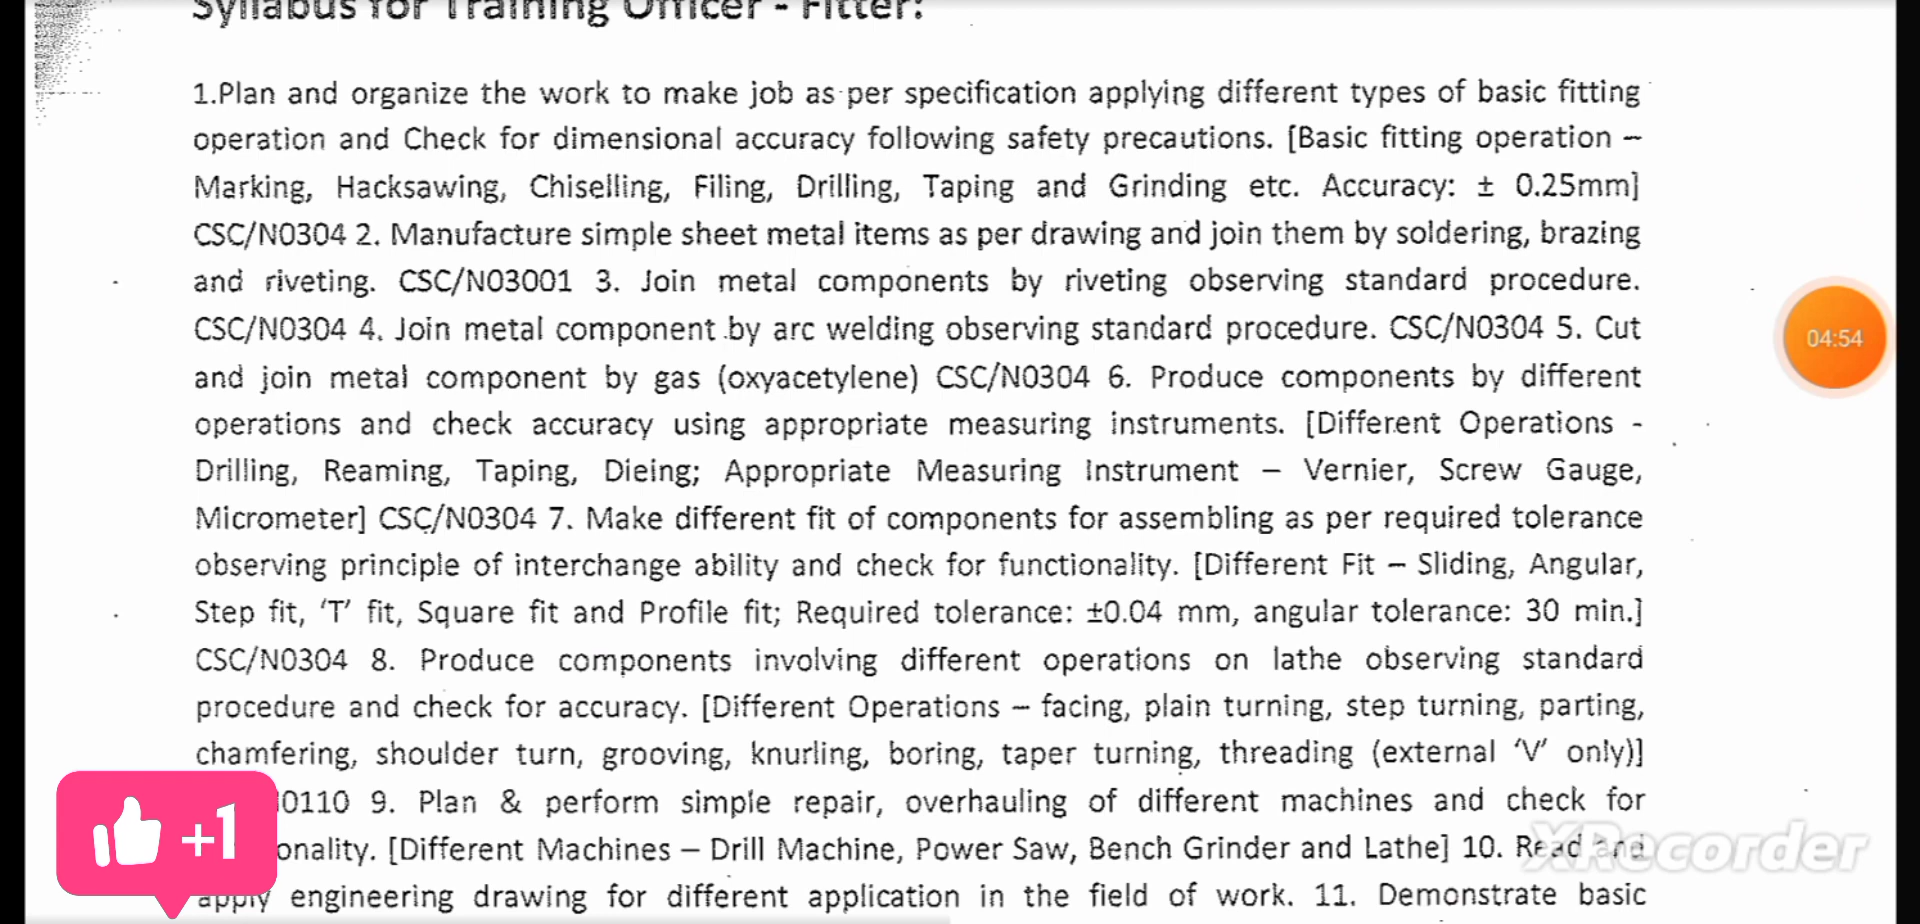 Syllabus for Training Officer - Fitter:
1.Plan and organize the work to make job as per specification applying different types of basic fitting
operation and Check for dimensional accuracy following safety precautions. [Basic fitting operation –
Marking, Hacksawing, Chiselling, Filing, Drilling, Taping and Grinding etc. Accuracy: ± 0.25mm]
CSC/N0304 2. Manufacture simple sheet metal items as per drawing and join them by soldering, brazing
and riveting. CSC/N03001 3. Join metal components by riveting observing standard procedure.
CSC/N0304 4. Join metal component by arc welding observing standard procedure. CSC/N0304 5. Cut
and join metal component by gas (oxyacetylene) CSC/N0304 6. Produce components by different
operations and check accuracy using appropriate measuring instruments. [Different Operations -
Drilling, Reaming, Taping, Dieing; Appropriate Measuring Instrument – Vernier, Screw Gauge,
Micrometer] CSC/N0304 7. Make different fit of components for assembling as per required tolerance
observing principle of interchange ability and check for functionality. [Different Fit – Sliding, Angular,
Step fit, ‘T’ fit, Square fit and Profile fit; Required tolerance: ±0.04 mm, angular tolerance: 30 min.]
CSC/N0304 8. Produce components involving different operations on lathe observing standard
procedure and check for accuracy. [Different Operations – facing, plain turning, step turning, parting,
chamfering, shoulder turn, grooving, knurling, boring, taper turning, threading (external ‘V’ only)]
0110 9. Plan & perform simple repair, overhauling of different machines and check for
onality. [Different Machines – Drill Machine, Power Saw, Bench Grinder and Lathe] 10. Read and
apply engineering drawing for different application in the field of work. 11. Demonstrate basic
04:54
+1
XRecorder